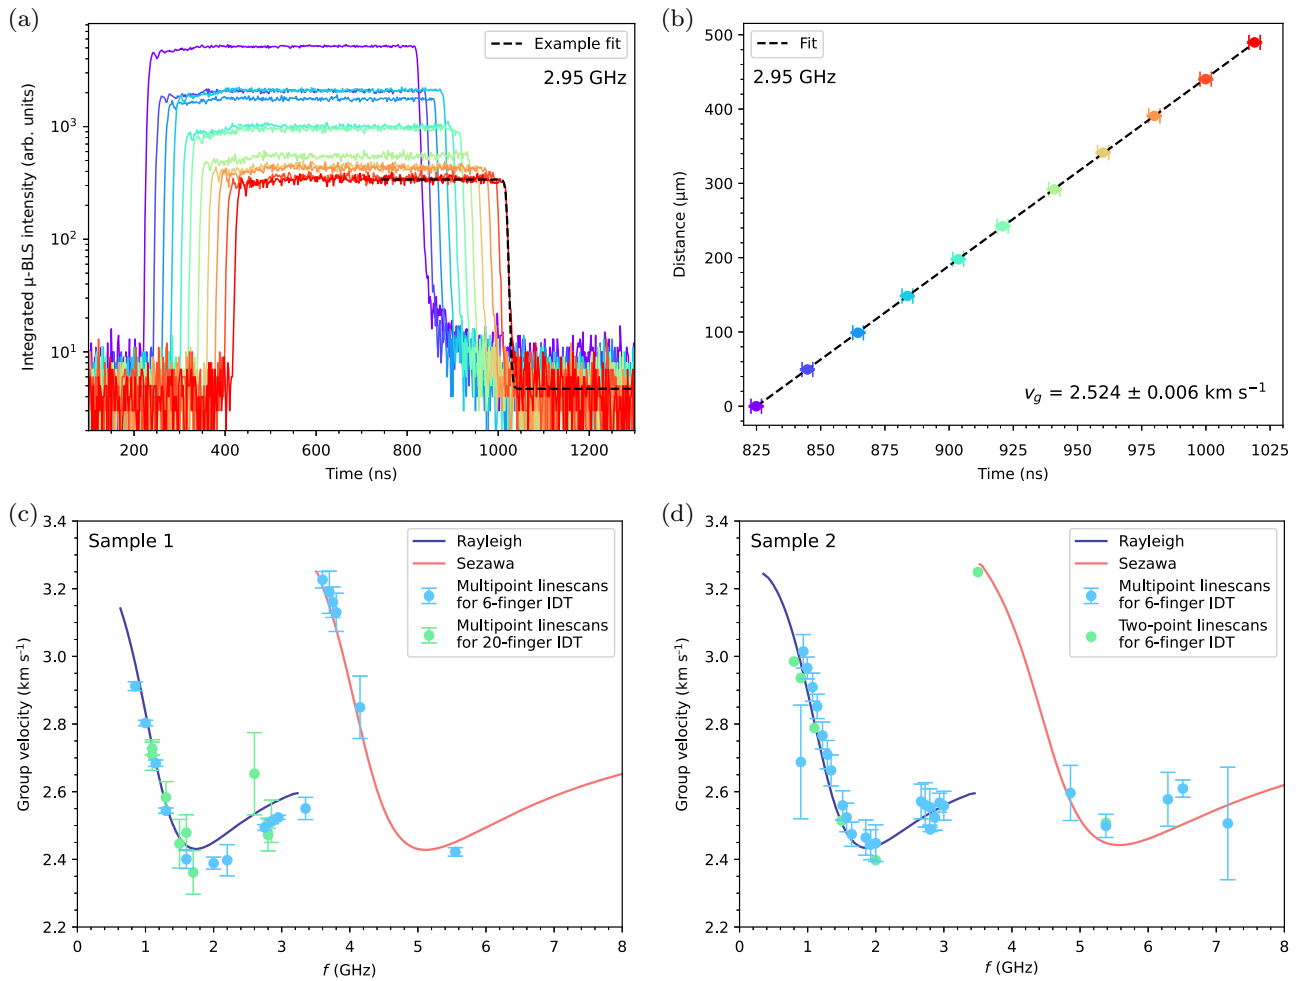 (a)
Integrated μ-BLS intensity (arb. units)
10³
10²
10¹
Example fit
2.95 GHz
200 400 600 800 1000 1200
Time (ns)
(b)
Distance (μm)
500
400
300
200
100
0
Fit
2.95 GHz
v_g = 2.524 ± 0.006 km s⁻¹
825 850 875 900 925 950 975 1000 1025
Time (ns)
(c)
Group velocity (km s⁻¹)
3.4
3.2
3.0
2.8
2.6
2.4
2.2
Sample 1
Rayleigh
Sezawa
Multipoint linescans
for 6-finger IDT
Multipoint linescans
for 20-finger IDT
0 1 2 3 4 5 6 7 8
f (GHz)
(d)
Group velocity (km s⁻¹)
3.4
3.2
3.0
2.8
2.6
2.4
2.2
Sample 2
Rayleigh
Sezawa
Multipoint linescans
for 6-finger IDT
Two-point linescans
for 6-finger IDT
0 1 2 3 4 5 6 7 8
f (GHz)